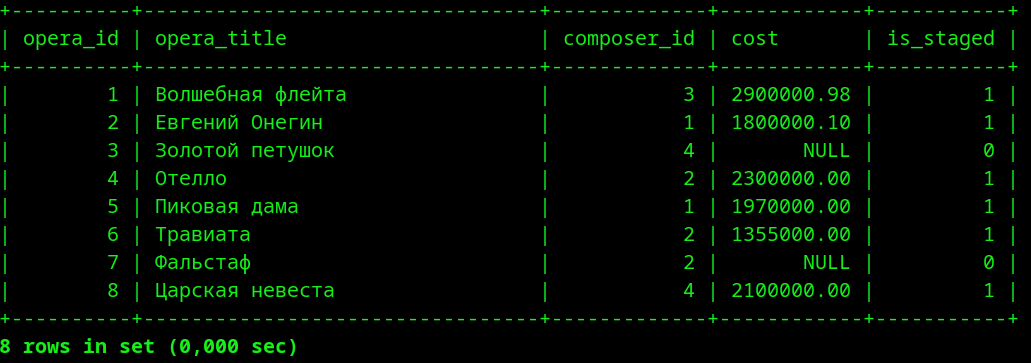 +----------+---------------------------------+-------------+------------+-----------+
| opera_id | opera_title                     | composer_id | cost       | is_staged |
+----------+---------------------------------+-------------+------------+-----------+
|        1 | Волшебная флейта                |           3 | 2900000.98 |         1 |
|        2 | Евгений Онегин                  |           1 | 1800000.10 |         1 |
|        3 | Золотой петушок                 |           4 |       NULL |         0 |
|        4 | Отелло                          |           2 | 2300000.00 |         1 |
|        5 | Пиковая дама                    |           1 | 1970000.00 |         1 |
|        6 | Травиата                        |           2 | 1355000.00 |         1 |
|        7 | Фальстаф                        |           2 |       NULL |         0 |
|        8 | Царская невеста                 |           4 | 2100000.00 |         1 |
+----------+---------------------------------+-------------+------------+-----------+
8 rows in set (0,000 sec)